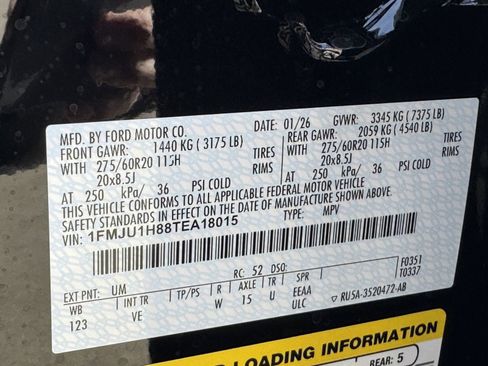 MFD. BY FORD MOTOR CO.
DATE: 01/26 GVWR: 3345 KG ( 7375 LB)
FRONT GAWR: 1440 KG ( 3175 LB) REAR GAWR: 2059 KG ( 4540 LB)
WITH 275/60R20 115H TIRES WITH 275/60R20 115H TIRES
20x8.5J RIMS 20x8.5J RIMS
AT 250 kPa/ 36 PSI COLD AT 250 kPa/ 36 PSI COLD
THIS VEHICLE CONFORMS TO ALL APPLICABLE FEDERAL MOTOR VEHICLE
SAFETY STANDARDS IN EFFECT ON THE DATE OF MANUFACTURE SHOWN ABOVE.
VIN: 1FMJU1H88TEA18015 TYPE: MPV
EXT PNT: UM RC: 52 DSO: F0351
T0337
WB INT TR TP/PS R AXLE TR SPR
123 VE W 15 U EEAA
ULC ▽ RU5A-3520472-AB
LOADING INFORMATION
REAR: 5